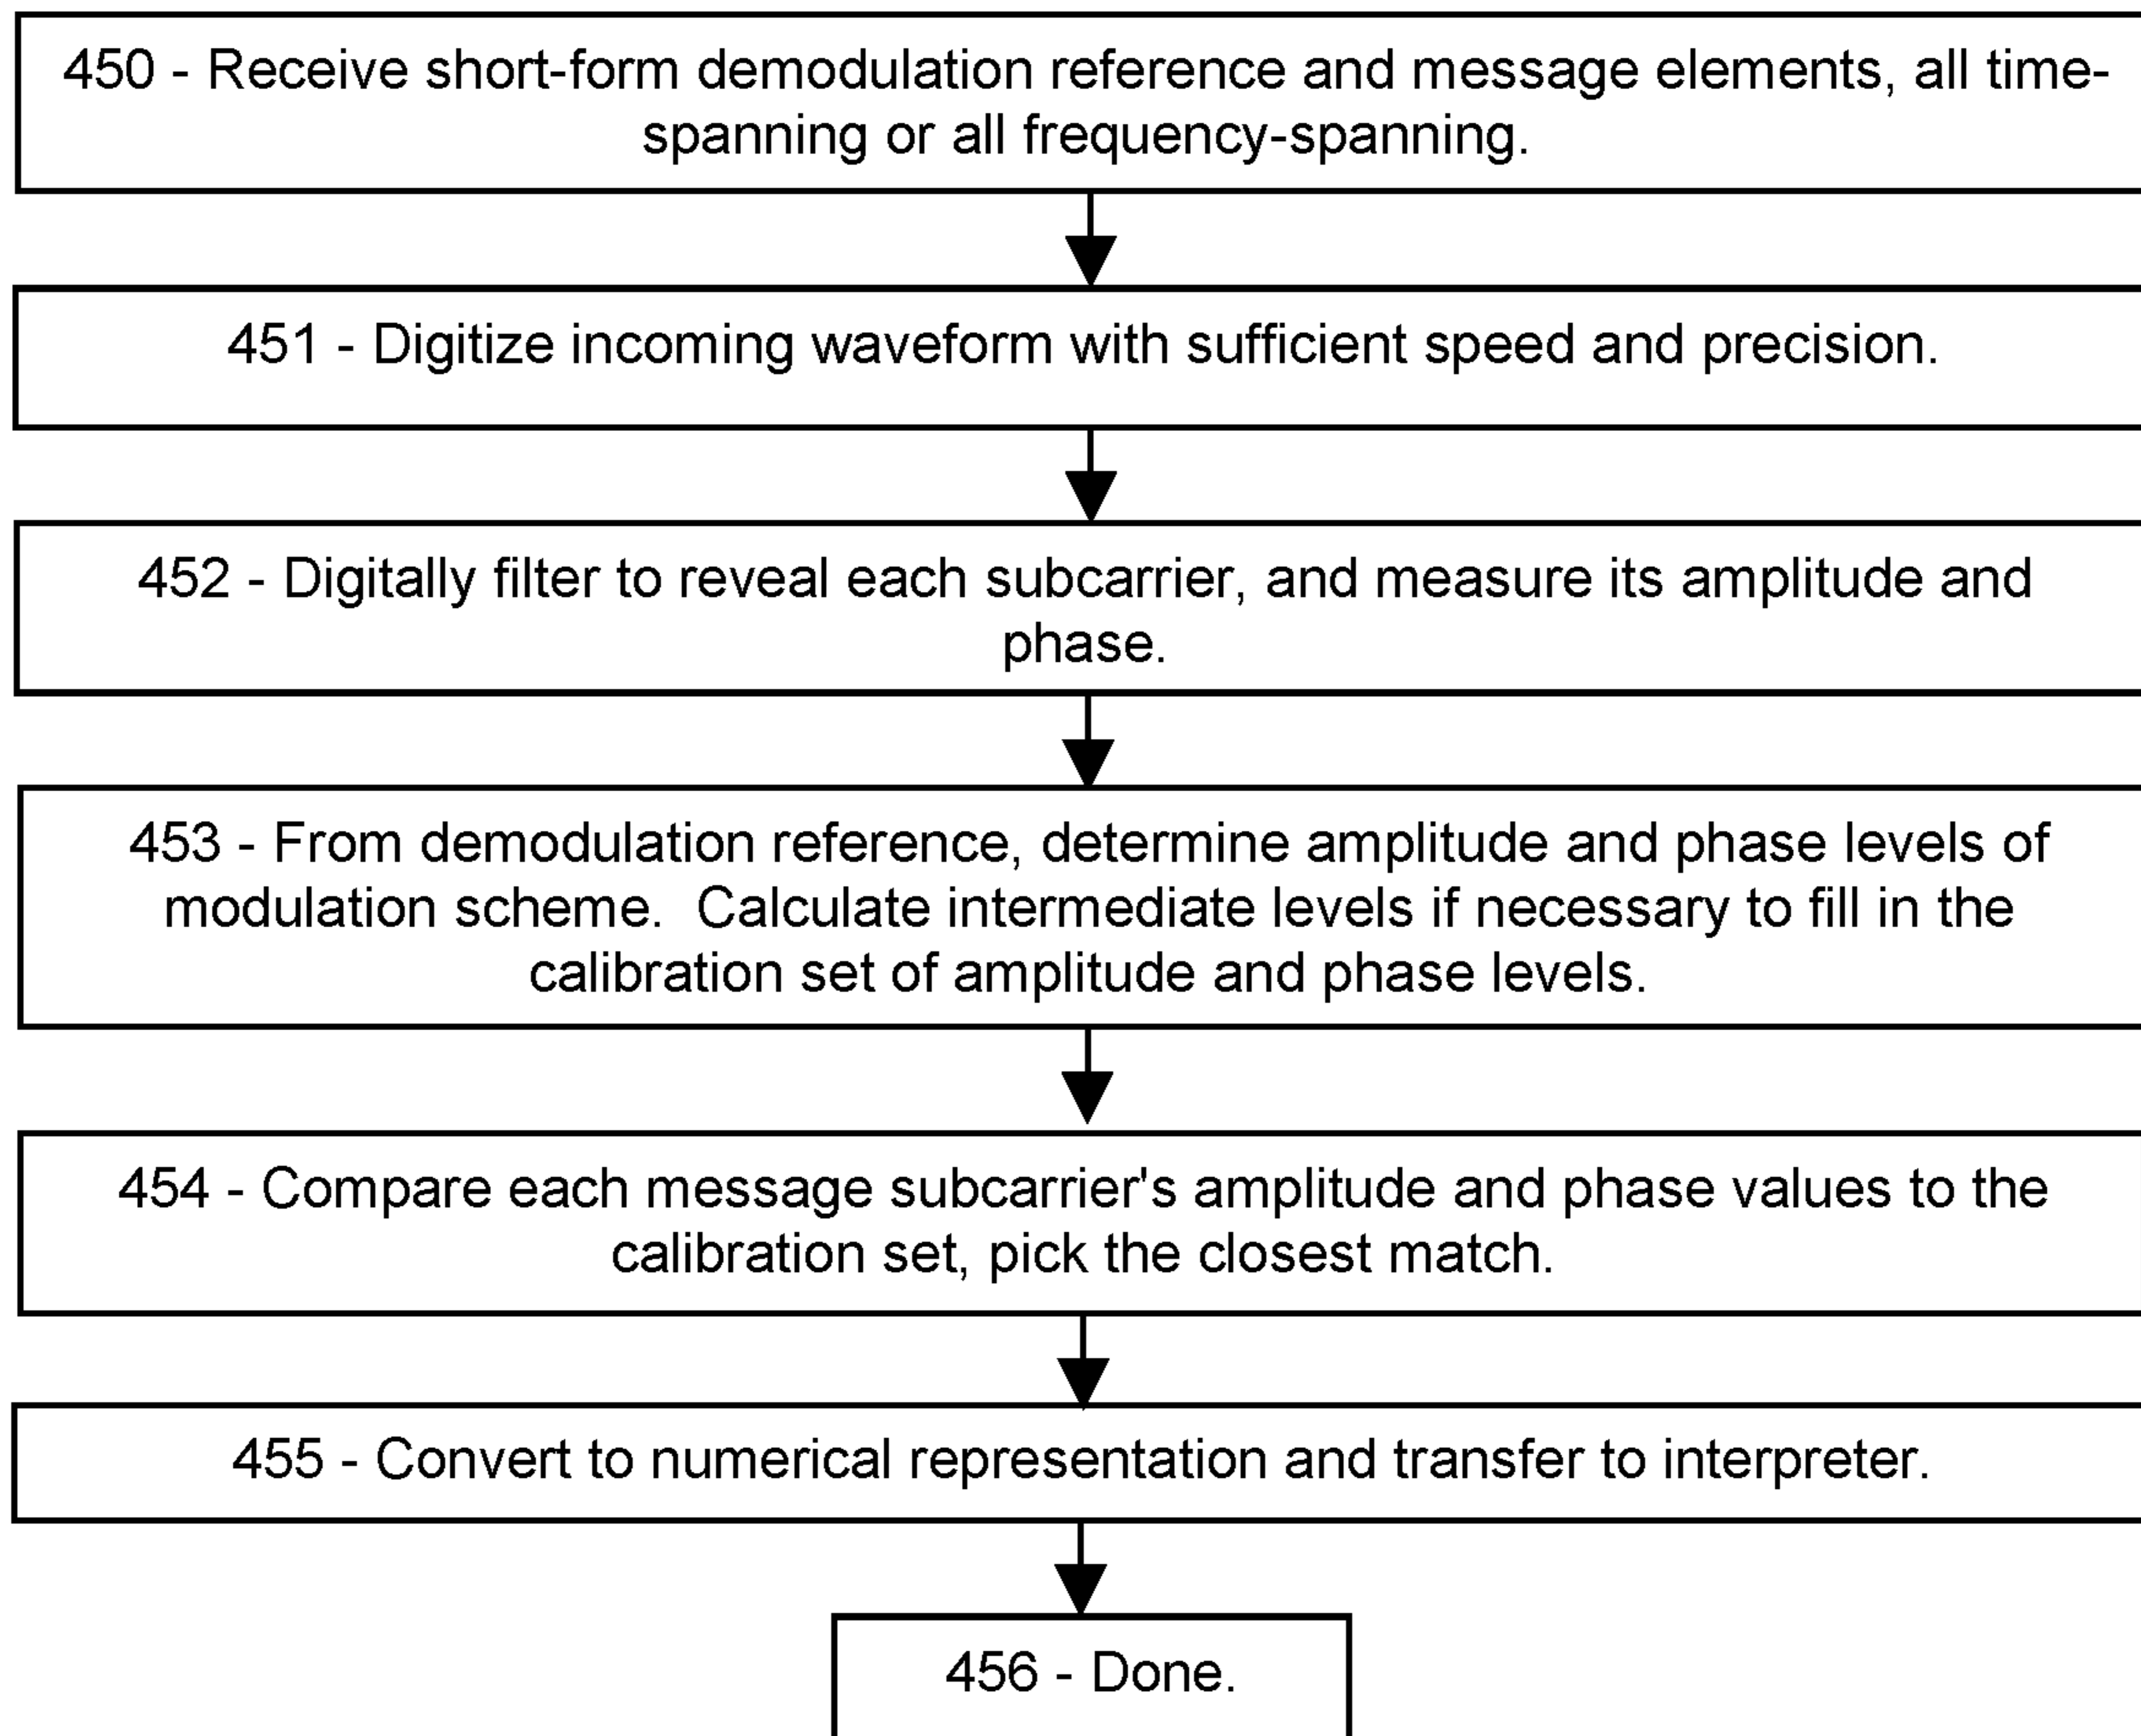 450 - Receive short-form demodulation reference and message elements, all time-
spanning or all frequency-spanning.
451 - Digitize incoming waveform with sufficient speed and precision.
452 - Digitally filter to reveal each subcarrier, and measure its amplitude and
phase.
453 - From demodulation reference, determine amplitude and phase levels of
modulation scheme.  Calculate intermediate levels if necessary to fill in the
calibration set of amplitude and phase levels.
454 - Compare each message subcarrier's amplitude and phase values to the
calibration set, pick the closest match.
455 - Convert to numerical representation and transfer to interpreter.
456 - Done.